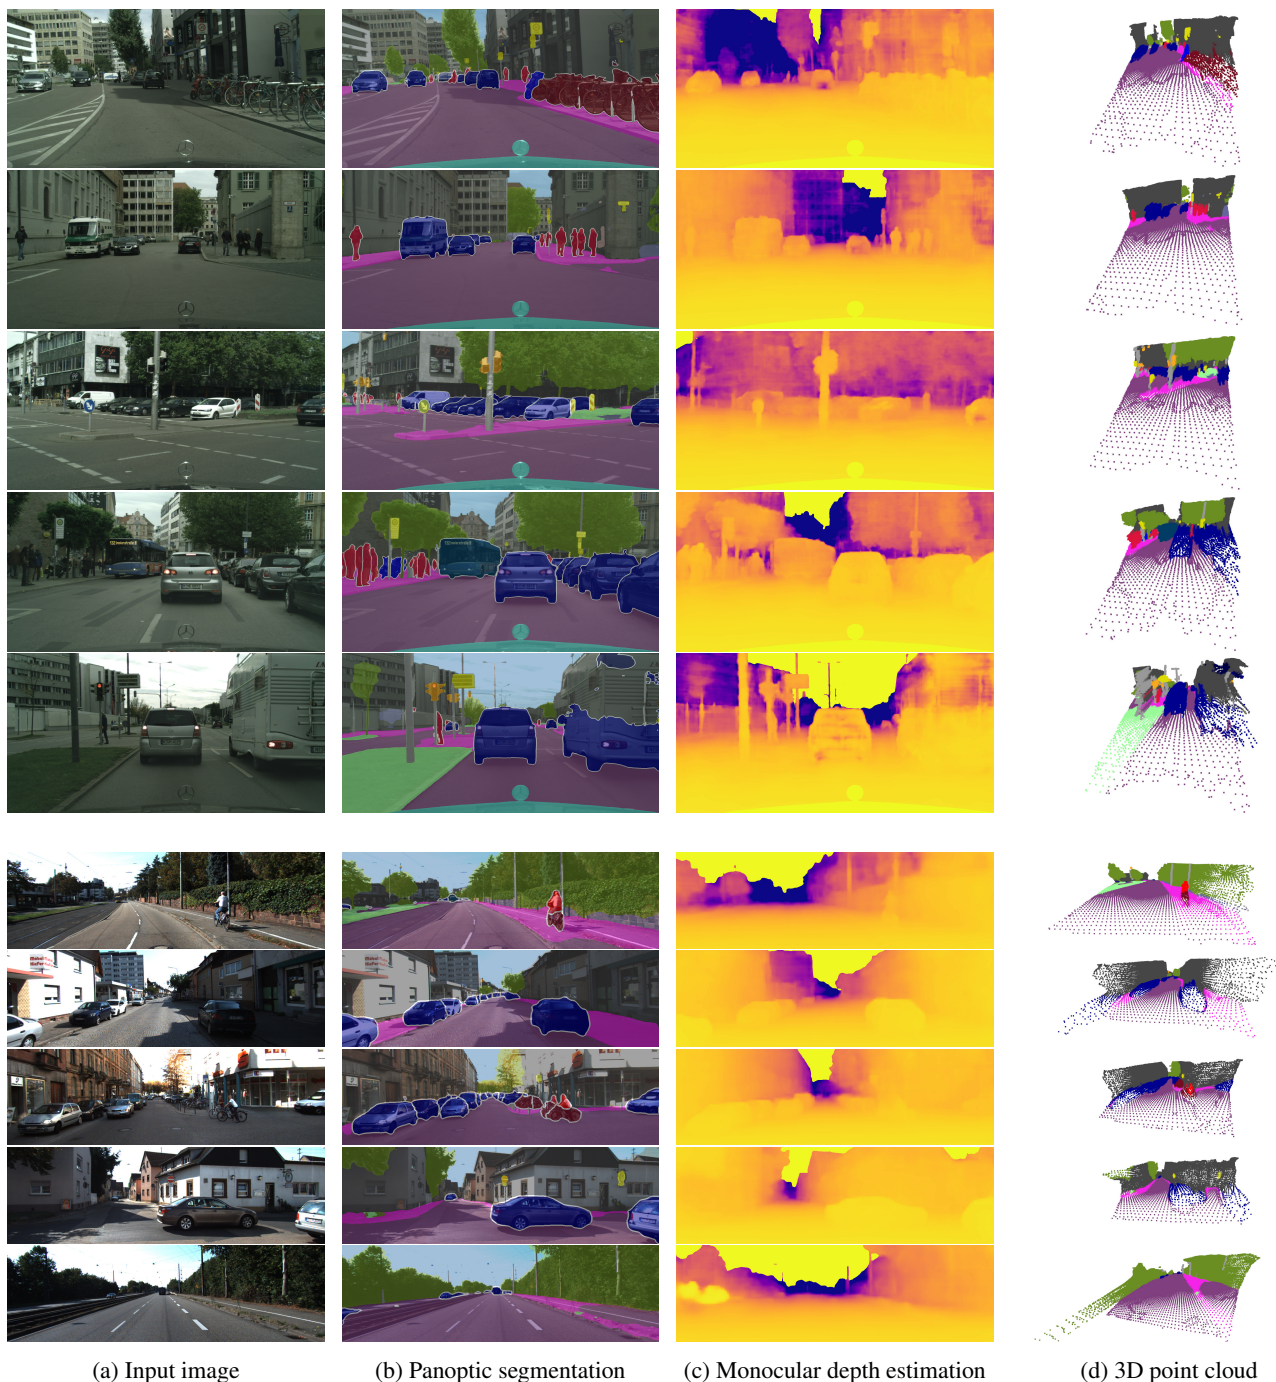 (a) Input image
(b) Panoptic segmentation
(c) Monocular depth estimation
(d) 3D point cloud